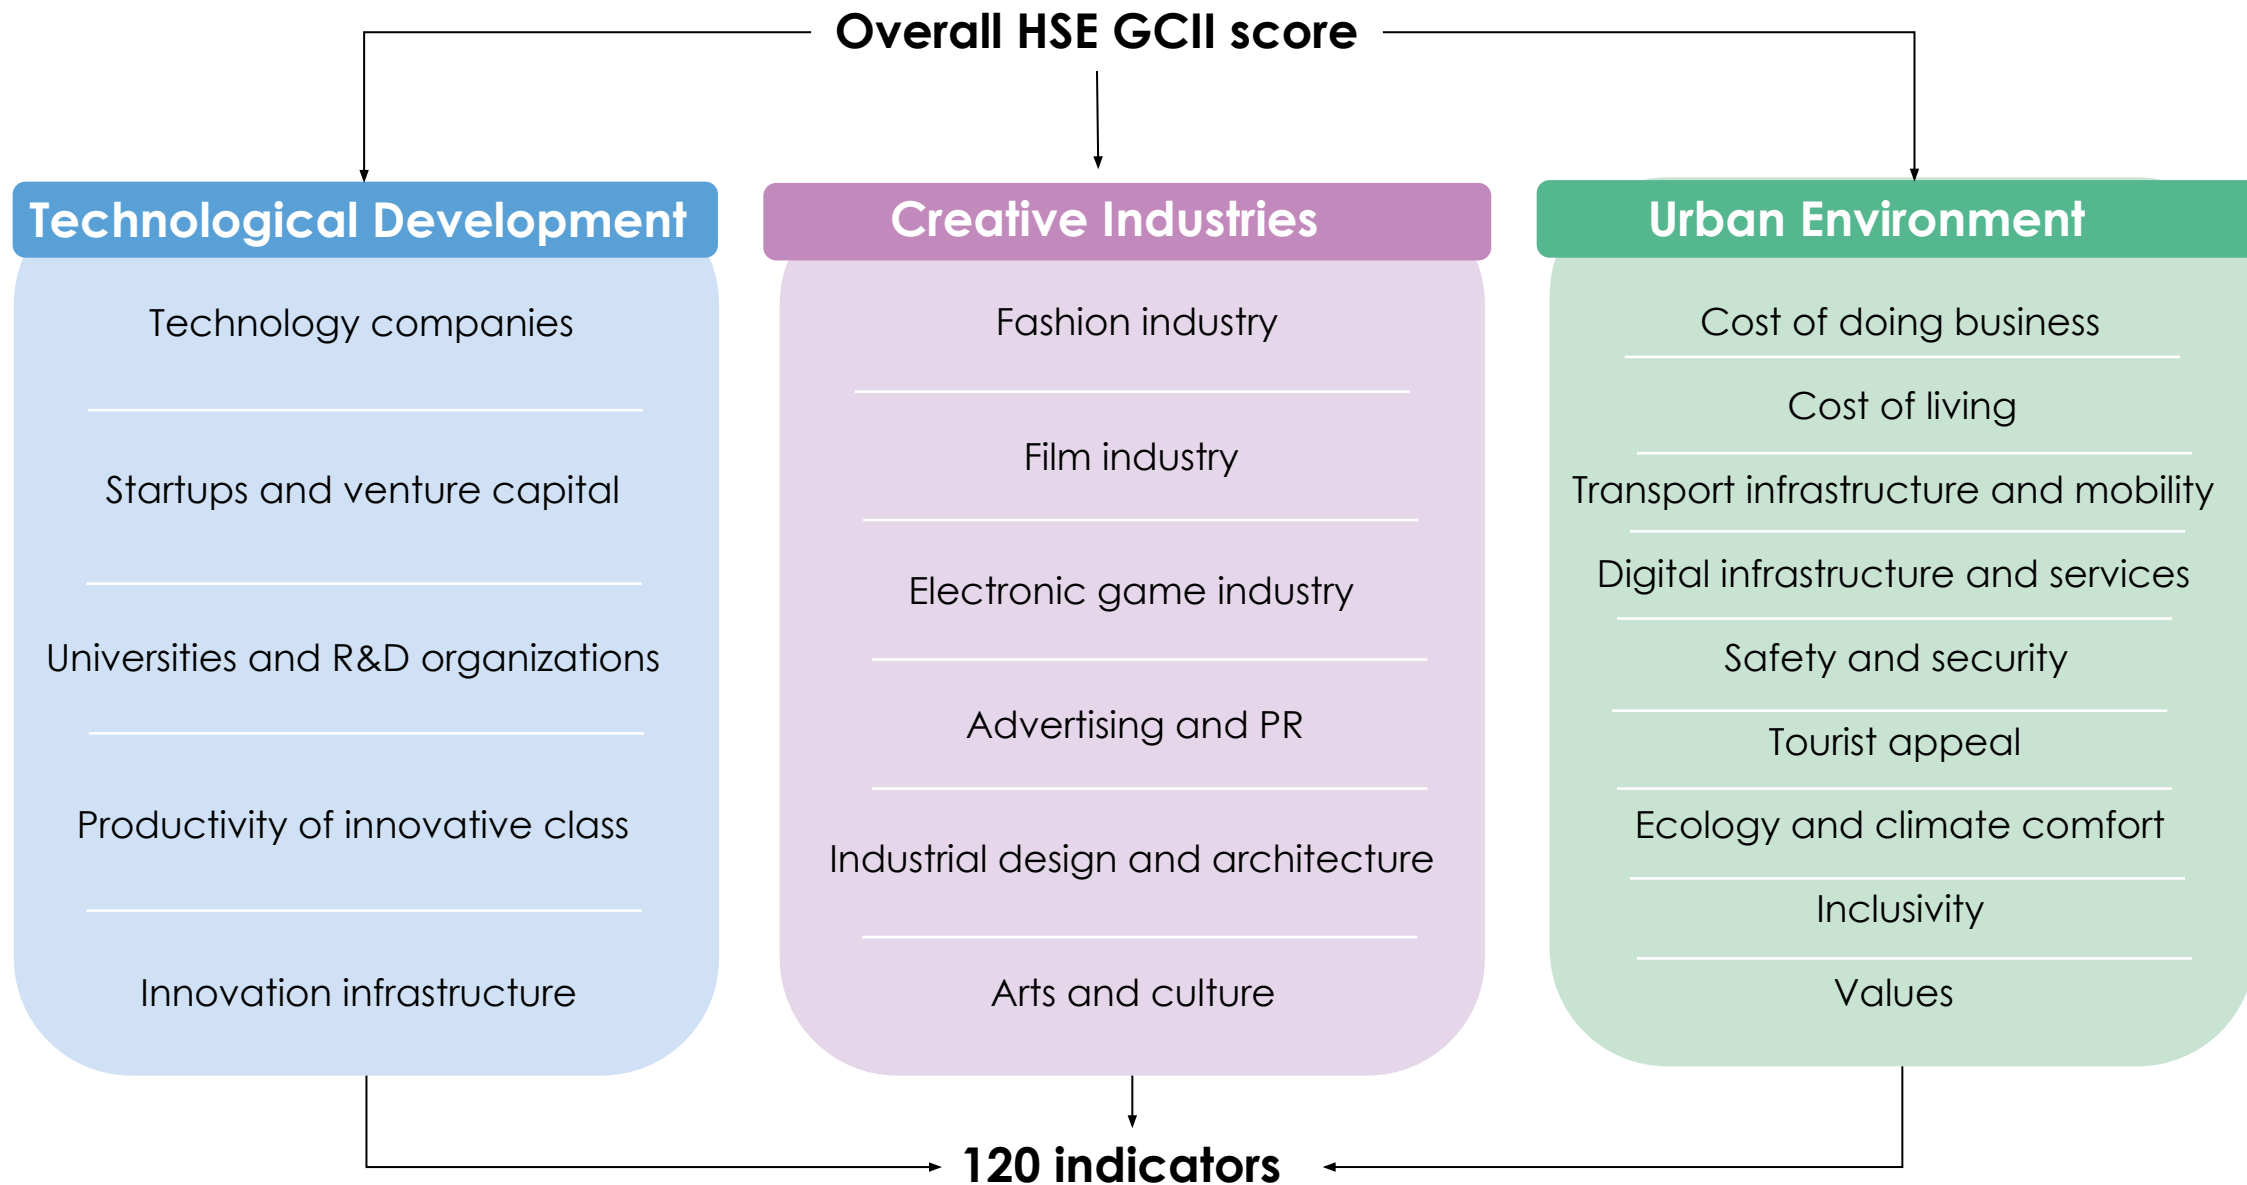 Overall HSE GCII score
Technological Development
Technology companies
Startups and venture capital
Universities and R&D organizations
Productivity of innovative class
Innovation infrastructure
Creative Industries
Fashion industry
Film industry
Electronic game industry
Advertising and PR
Industrial design and architecture
Arts and culture
Urban Environment
Cost of doing business
Cost of living
Transport infrastructure and mobility
Digital infrastructure and services
Safety and security
Tourist appeal
Ecology and climate comfort
Inclusivity
Values
120 indicators